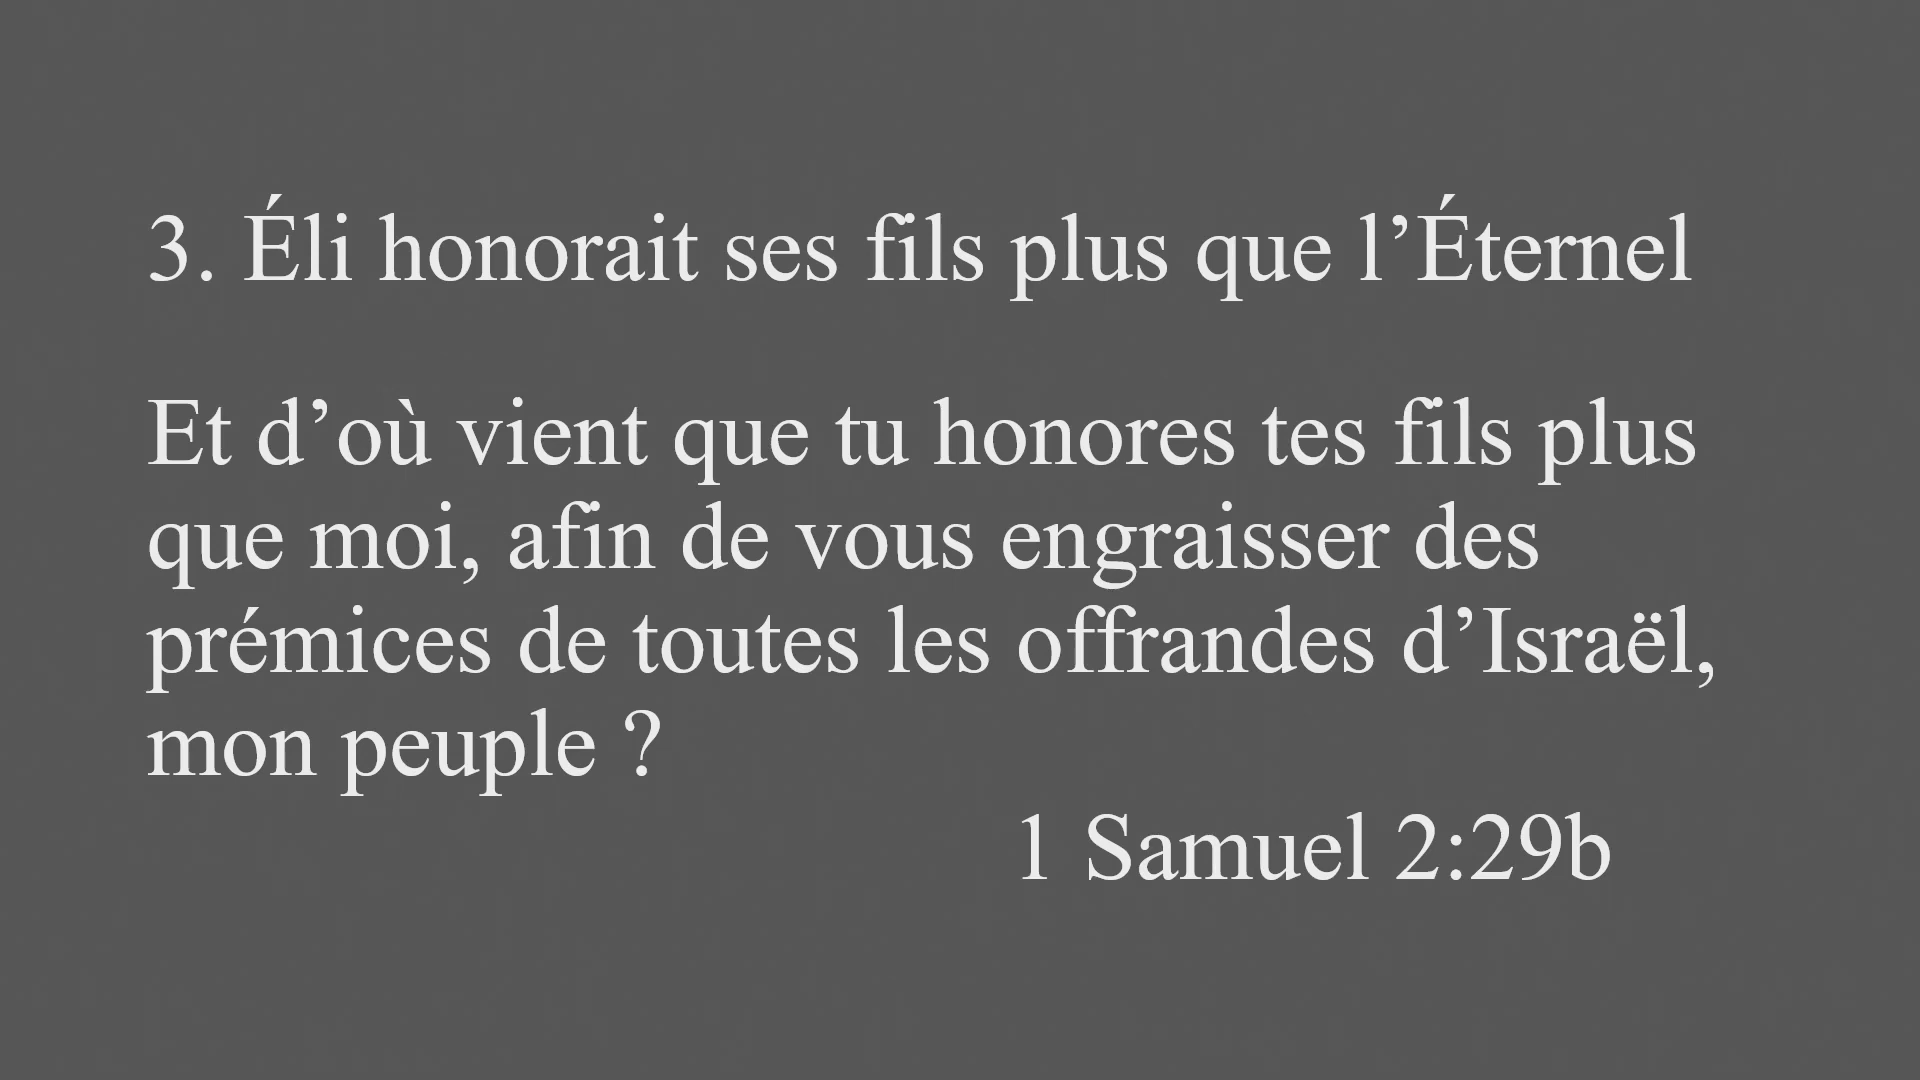 3. Éli honorait ses fils plus que l’Éternel
Et d’où vient que tu honores tes fils plus
que moi, afin de vous engraisser des
prémices de toutes les offrandes d’Israël,
mon peuple ?
1 Samuel 2:29b